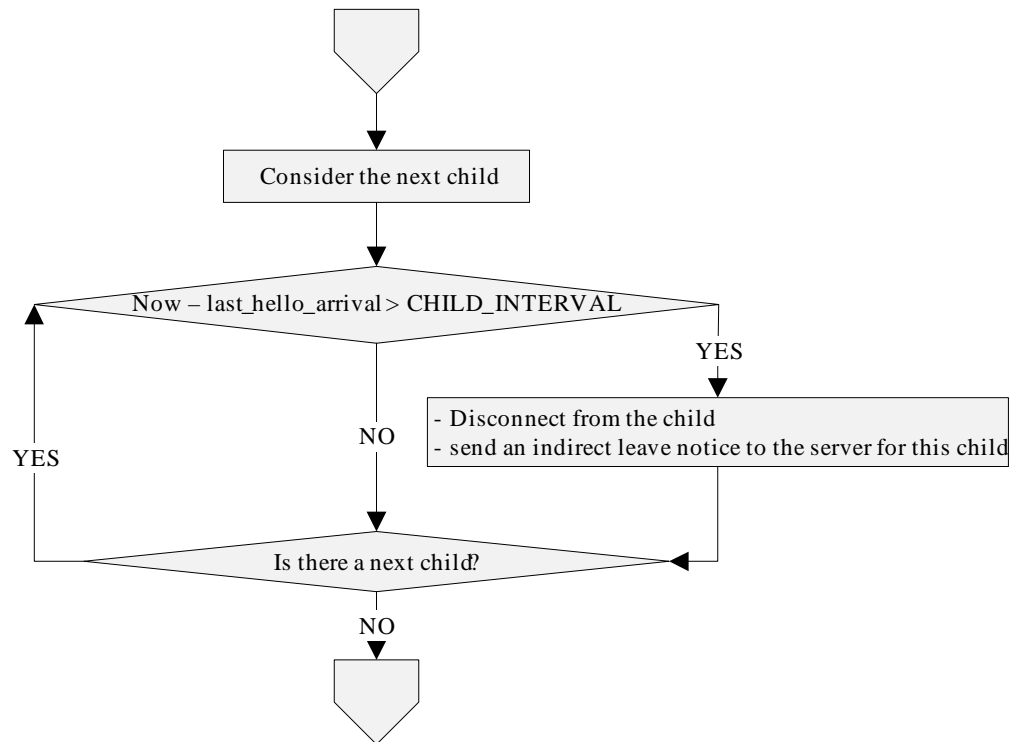 Consider the next child
Now – last_hello_arrival > CHILD_INTERVAL
YES
- Disconnect from the child
- send an indirect leave notice to the server for this child
NO
YES
Is there a next child?
NO